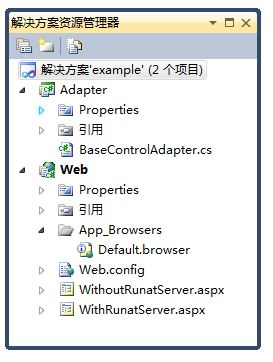 解决方案资源管理器
解决方案'example' (2 个项目)
Adapter
Properties
引用
BaseControlAdapter.cs
Web
Properties
引用
App_Browsers
Default.browser
Web.config
WithoutRunatServer.aspx
WithRunatServer.aspx